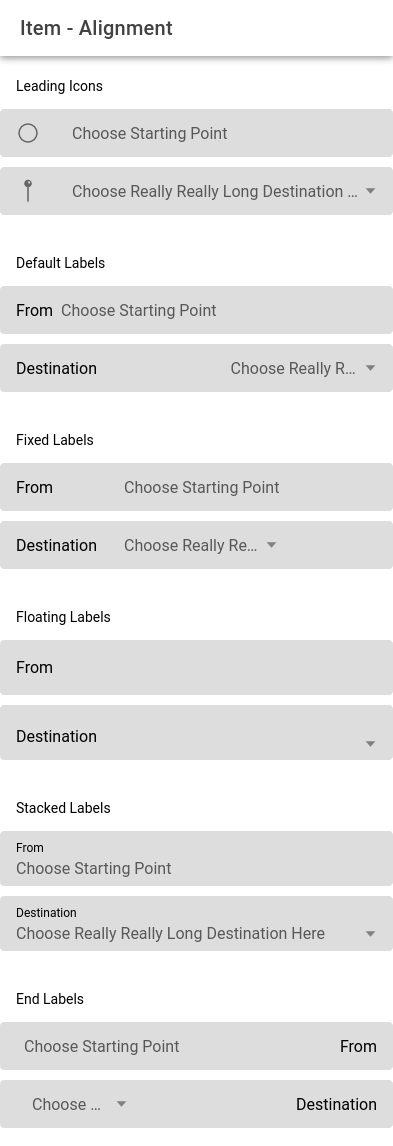 Item - Alignment
Leading Icons
Choose Starting Point
Choose Really Really Long Destination ...
Default Labels
From Choose Starting Point
Destination Choose Really R...
Fixed Labels
From Choose Starting Point
Destination Choose Really Re...
Floating Labels
From
Destination
Stacked Labels
From
Choose Starting Point
Destination
Choose Really Really Long Destination Here
End Labels
Choose Starting Point From
Choose ... Destination